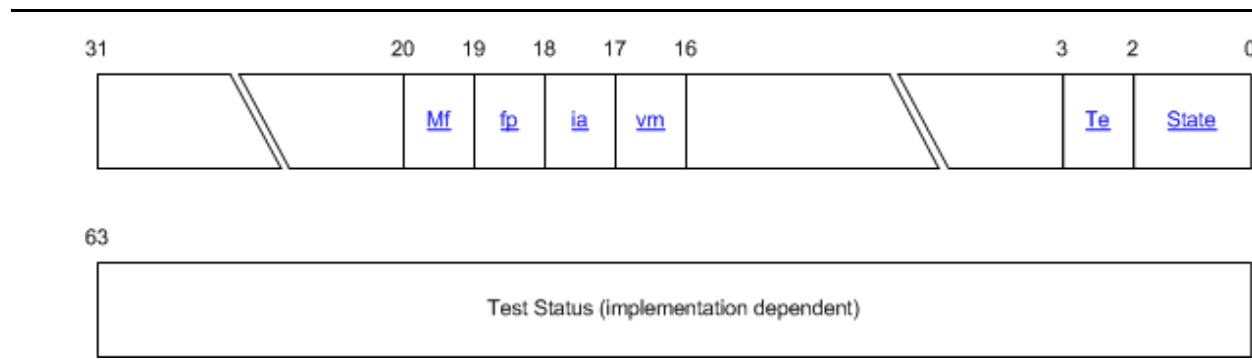 31 20 19 18 17 16 3 2 0
Mf fp ia vm Te State
63
Test Status (implementation dependent)